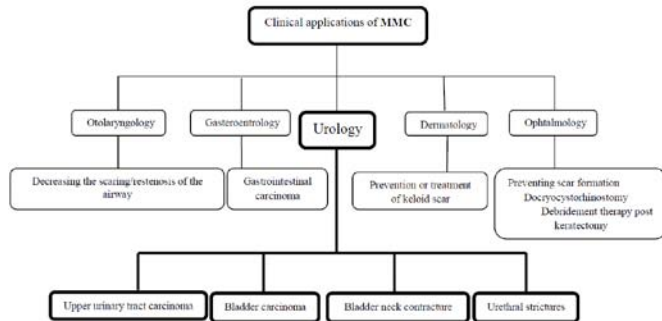 Clinical applications of MMC
Otolaryngology
Gasteroentrology
Urology
Dermatology
Ophtalmology
Decreasing the scaring/restenosis of the
airway
Gastrointestinal
carcinoma
Prevention or treatment
of keloid scar
Preventing scar formation
Docryocystorhinostomy
Debridement therapy post
keratectomy
Upper urinary tract carcinoma
Bladder carcinoma
Bladder neck contracture
Urethral strictures